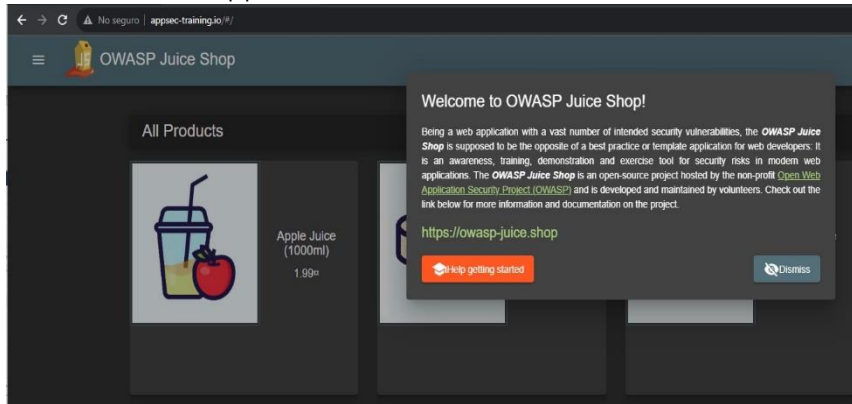 No seguro | appsec-training.io/#/
OWASP Juice Shop
All Products
Apple Juice
(1000ml)
1.99¤
Welcome to OWASP Juice Shop!
Being a web application with a vast number of intended security vulnerabilities, the OWASP Juice
Shop is supposed to be the opposite of a best practice or template application for web developers: It
is an awareness, training, demonstration and exercise tool for security risks in modern web
applications. The OWASP Juice Shop is an open-source project hosted by the non-profit Open Web
Application Security Project (OWASP) and is developed and maintained by volunteers. Check out the
link below for more information and documentation on the project.
https://owasp-juice.shop
Help getting started
Dismiss